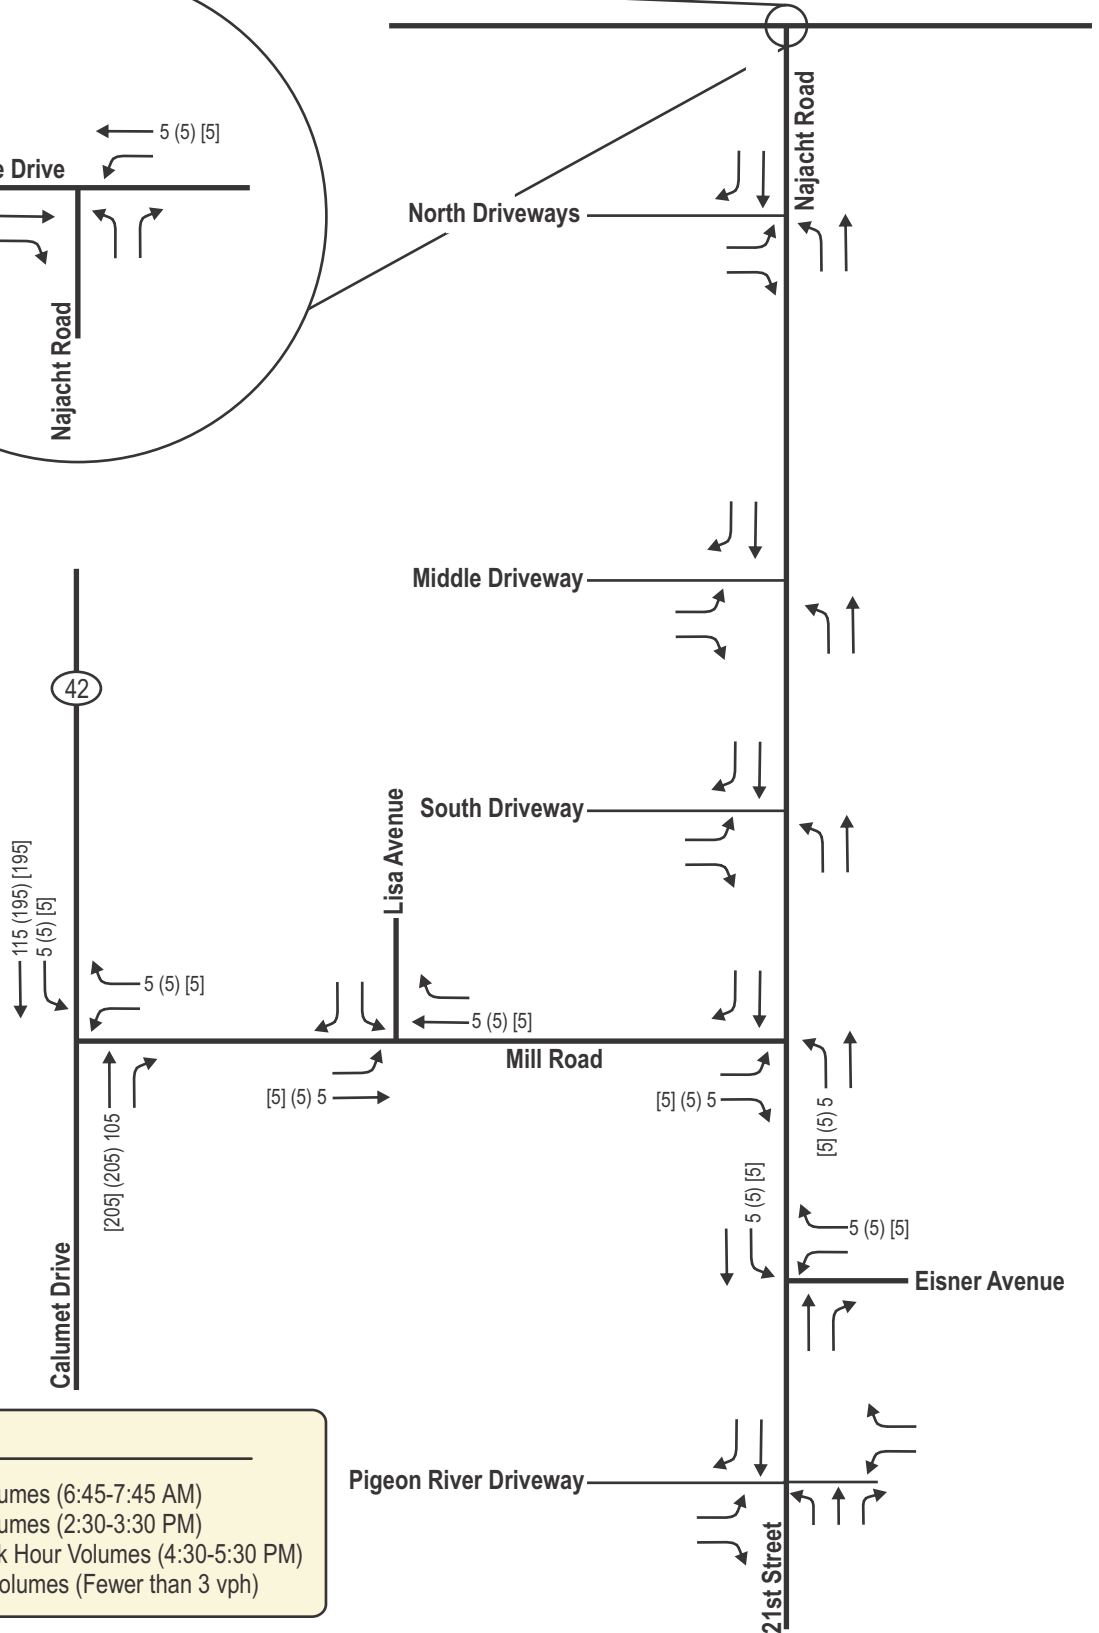 5 (5) [5]
e Drive
Najacht Road
Najacht Road
North Driveways
Middle Driveway
42
South Driveway
Lisa Avenue
115 (195) [195]
5 (5) [5]
5 (5) [5]
5 (5) [5]
Mill Road
[5] (5) 5
[5] (5) 5
[5] (5) 5
[205] (205) 105
5 (5) [5]
5 (5) [5]
Eisner Avenue
Calumet Drive
Pigeon River Driveway
21st Street
umes (6:45-7:45 AM)
umes (2:30-3:30 PM)
k Hour Volumes (4:30-5:30 PM)
olumes (Fewer than 3 vph)